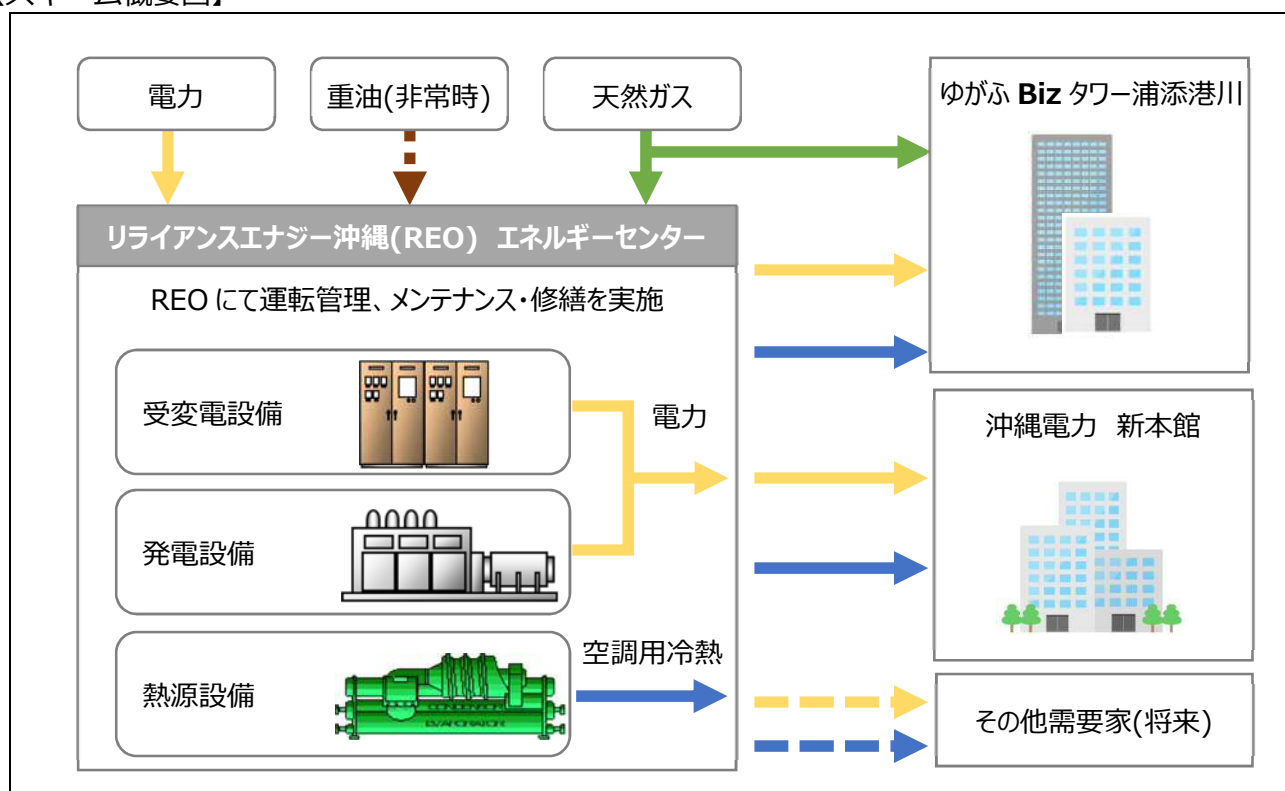 電力
重油(非常時)
天然ガス
ゆがふ Biz タワー浦添港川
リライアンスエナジー沖縄(REO) エネルギーセンター
REO にて運転管理、メンテナンス・修繕を実施
受変電設備
電力
発電設備
沖縄電力 新本館
熱源設備
空調用冷熱
CONDENSOR
EVAPORATOR
その他需要家(将来)